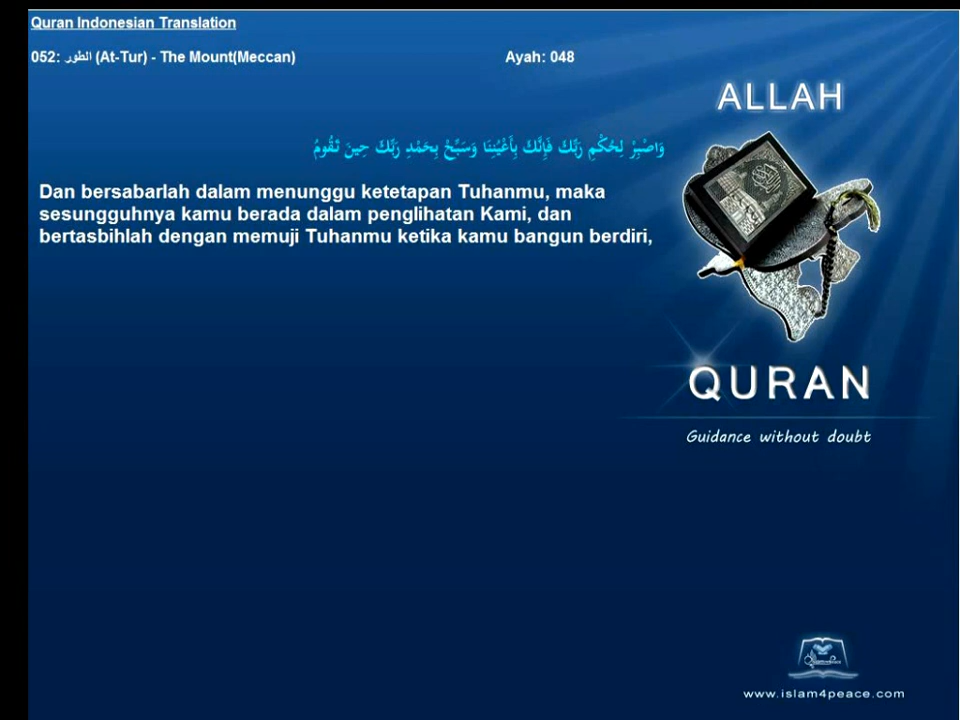 Quran Indonesian Translation
052: الطور (At-Tur) - The Mount(Meccan) Ayah: 048
ALLAH
وَاصْبِرْ لِحُكْمِ رَبِّكَ فَإِنَّكَ بِأَعْيُنِنَا وَسَبِّحْ بِحَمْدِ رَبِّكَ حِينَ تَقُومُ
Dan bersabarlah dalam menunggu ketetapan Tuhanmu, maka
sesungguhnya kamu berada dalam penglihatan Kami, dan
bertasbihlah dengan memuji Tuhanmu ketika kamu bangun berdiri,
QURAN
Guidance without doubt
www.islam4peace.com